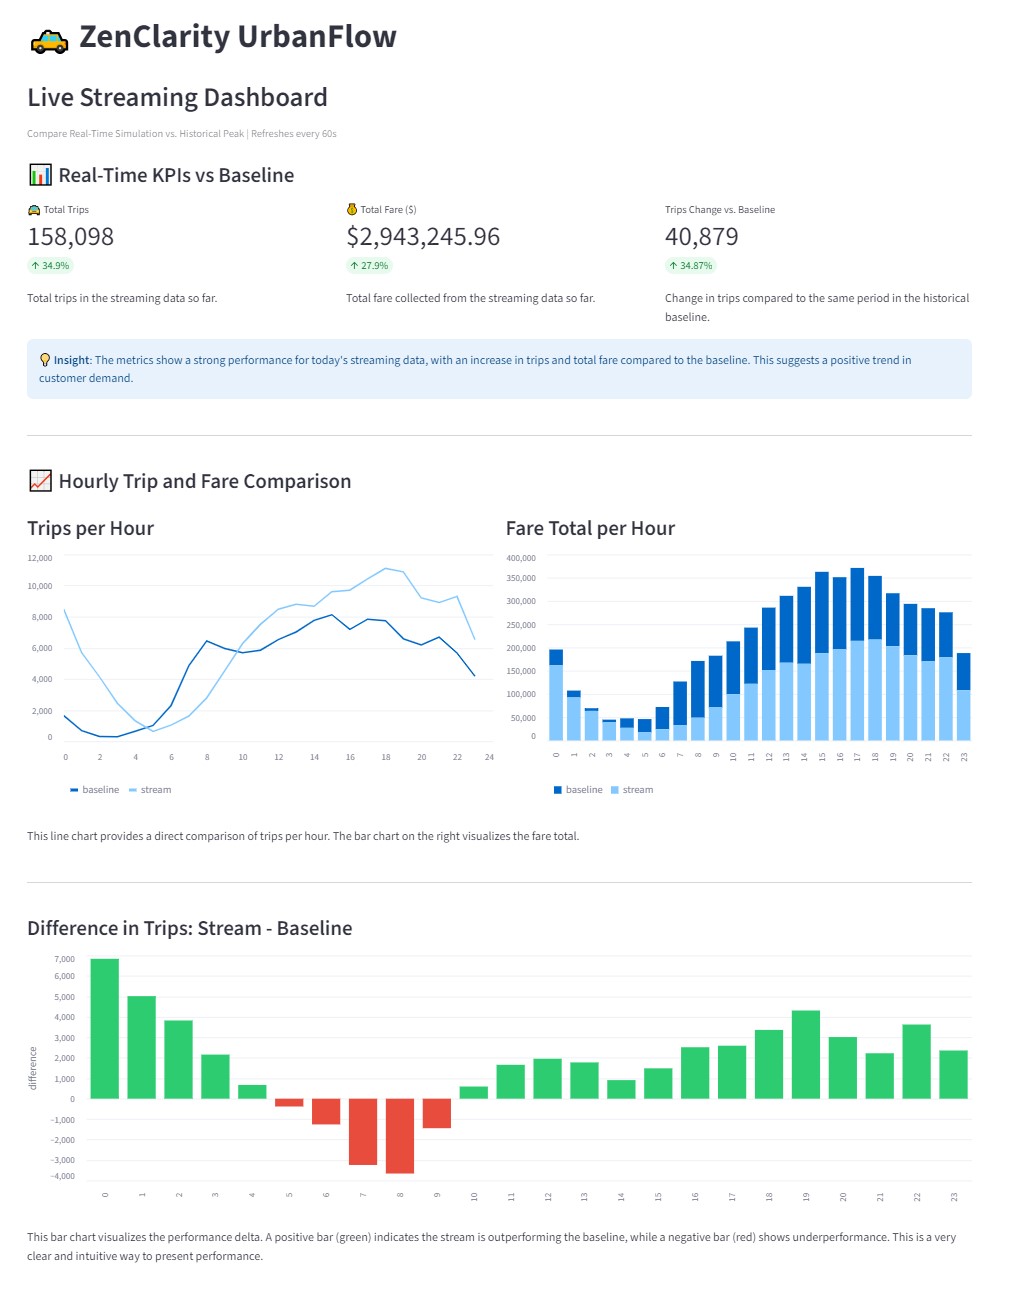 ZenClarity UrbanFlow
Live Streaming Dashboard
Compare Real-Time Simulation vs. Historical Peak | Refreshes every 60s
Real-Time KPIs vs Baseline
Total Trips
158,098
↑ 34.9%
Total trips in the streaming data so far.
Total Fare ($)
$2,943,245.96
↑ 27.9%
Total fare collected from the streaming data so far.
Trips Change vs. Baseline
40,879
↑ 34.87%
Change in trips compared to the same period in the historical
baseline.
Insight: The metrics show a strong performance for today's streaming data, with an increase in trips and total fare compared to the baseline. This suggests a positive trend in
customer demand.
Hourly Trip and Fare Comparison
Trips per Hour
12,000
10,000
8,000
6,000
4,000
2,000
0
0 2 4 6 8 10 12 14 16 18 20 22 24
baseline stream
Fare Total per Hour
400,000
350,000
300,000
250,000
200,000
150,000
100,000
50,000
0
0 1 2 3 4 5 6 7 8 9 10 11 12 13 14 15 16 17 18 19 20 21 22 23
baseline stream
This line chart provides a direct comparison of trips per hour. The bar chart on the right visualizes the fare total.
Difference in Trips: Stream - Baseline
difference
7,000
6,000
5,000
4,000
3,000
2,000
1,000
0
−1,000
−2,000
−3,000
−4,000
0 1 2 3 4 5 6 7 8 9 10 11 12 13 14 15 16 17 18 19 20 21 22 23
This bar chart visualizes the performance delta. A positive bar (green) indicates the stream is outperforming the baseline, while a negative bar (red) shows underperformance. This is a very
clear and intuitive way to present performance.